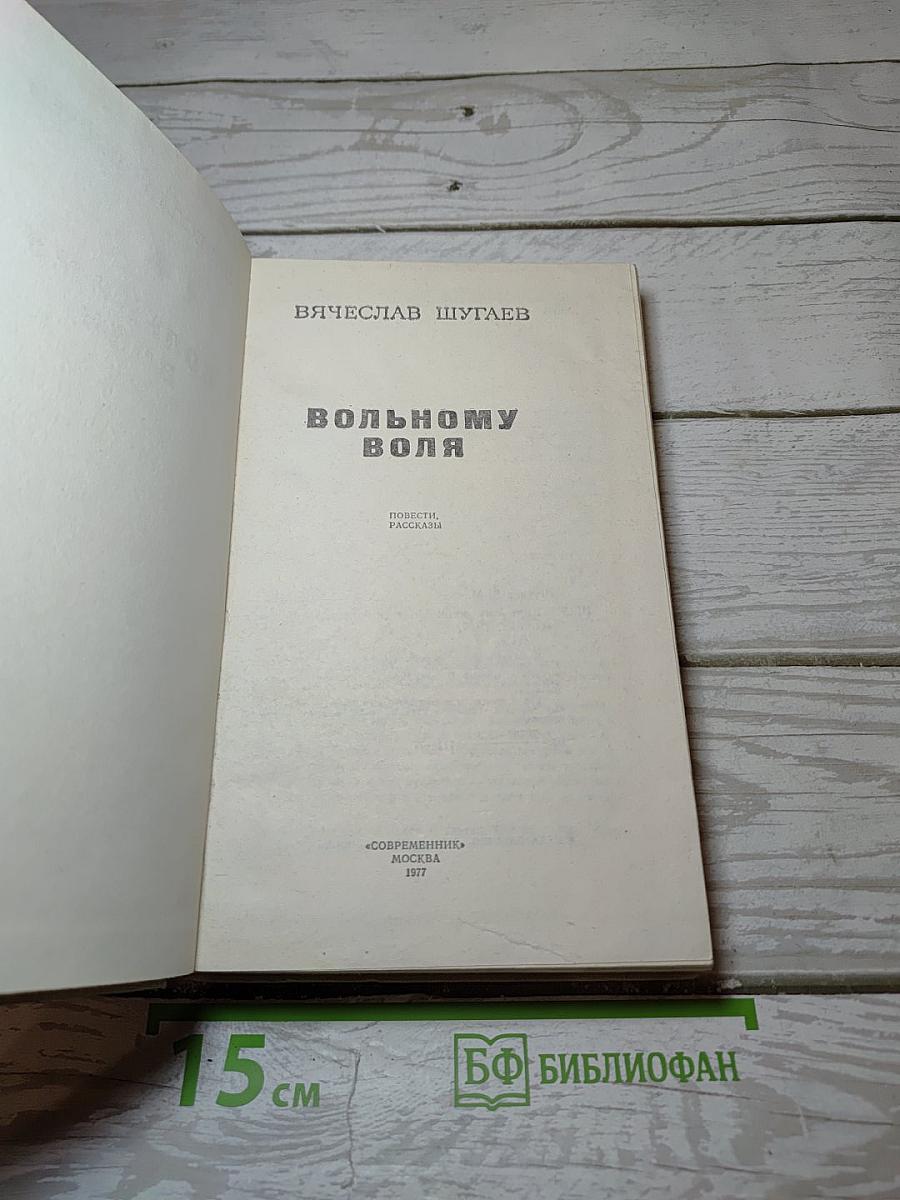 ВЯЧЕСЛАВ ШУГАЕВ
ВОЛЬНОМУ
ВОЛЯ
ПОВЕСТИ,
РАССКАЗЫ
«СОВРЕМЕННИК»
МОСКВА
1977
15 см
БФ БИБЛИОФАН